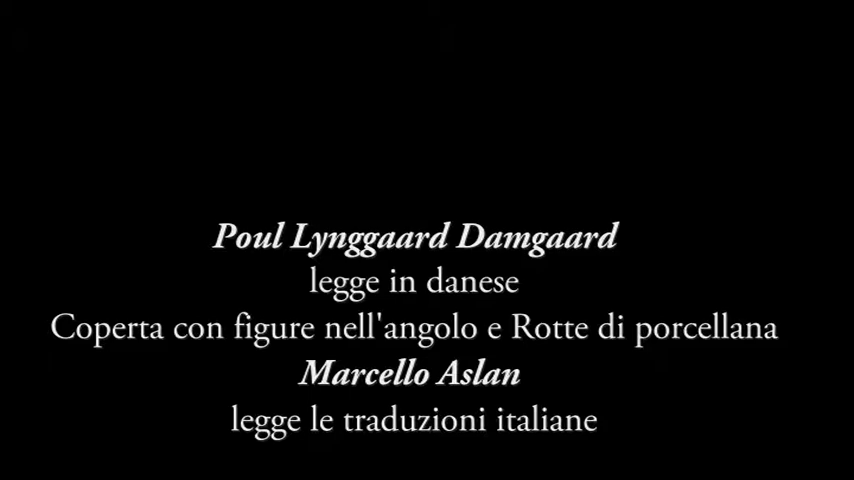 Poul Lynggaard Damgaard
legge in danese
Coperta con figure nell'angolo e Rotte di porcellana
Marcello Aslan
legge le traduzioni italiane